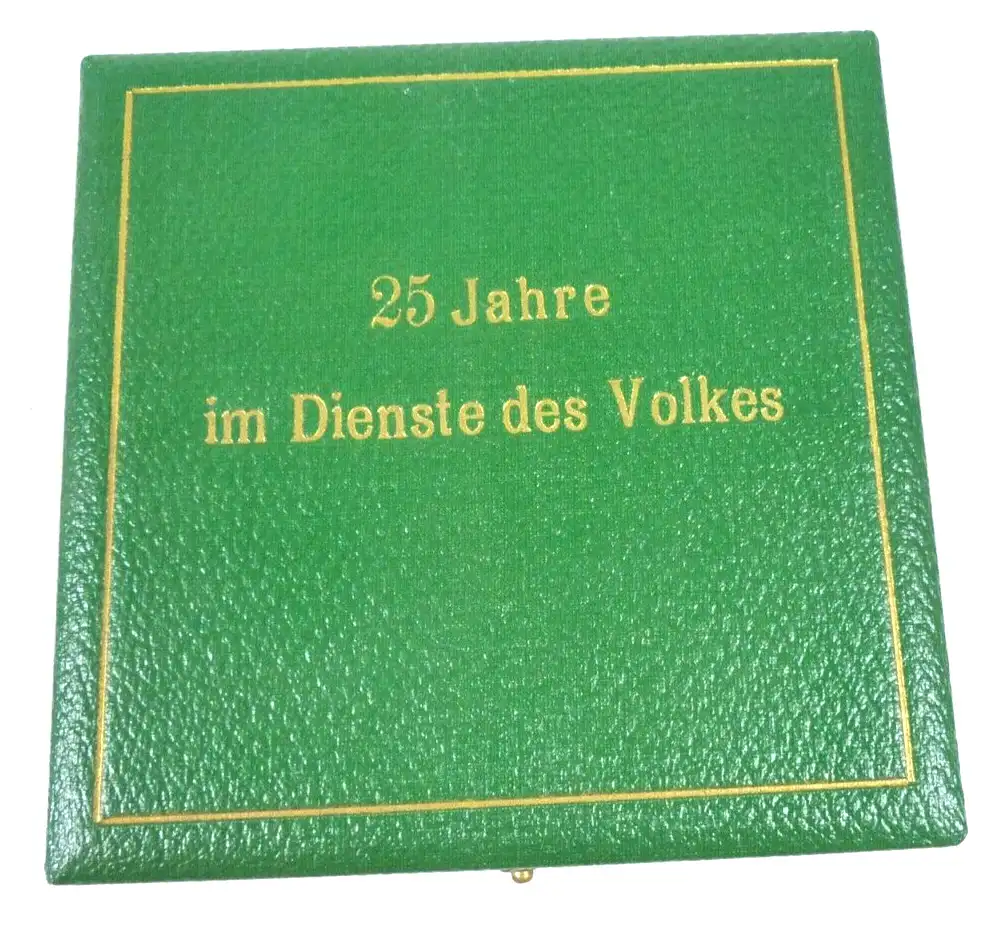 25 Jahre
im Dienste des Volkes